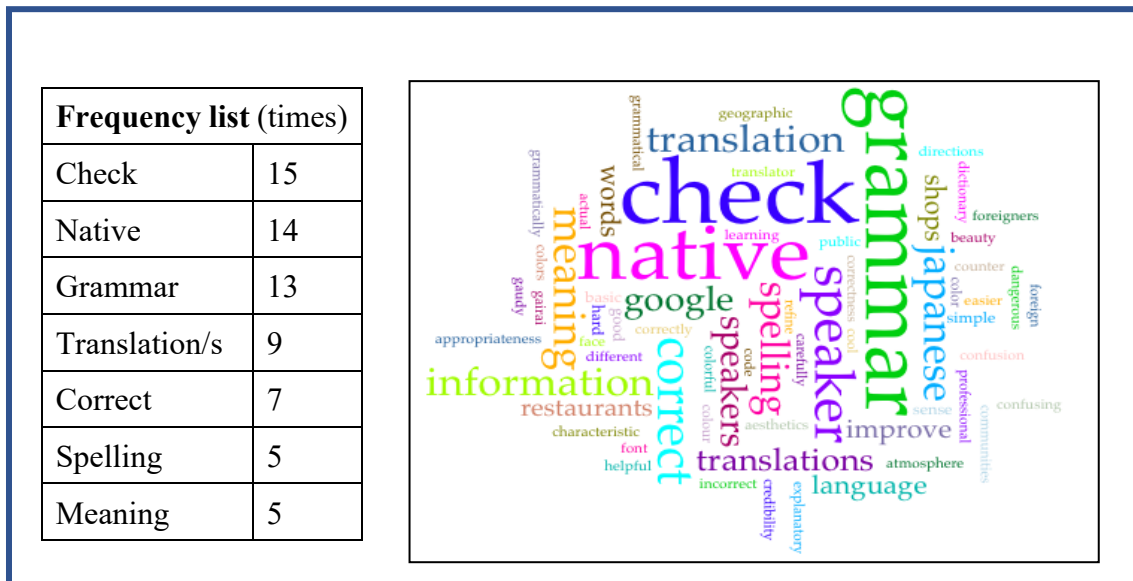 Frequency list (times)
Check 15
Native 14
Grammar 13
Translation/s 9
Correct 7
Spelling 5
Meaning 5
grammatical
geographic
grammar
translation
directions
grammatically
words
translator
dictionary
check
shops
actual
foreigners
meaning
learning
public
beauty
native
japanese
colors
correctness
counter
dangerous
gaudy
gairai
basic
google
spelling
refine
speaker
color
easier
foreign
hard
good
simple
appropriateness
face
correctly
speakers
carefully
cool
different
correct
colorful
code
confusion
information
professional
restaurants
colour
aesthetics
sense
communities
confusing
characteristic
improve
font
helpful
translations
atmosphere
incorrect
credibility
explanatory
language